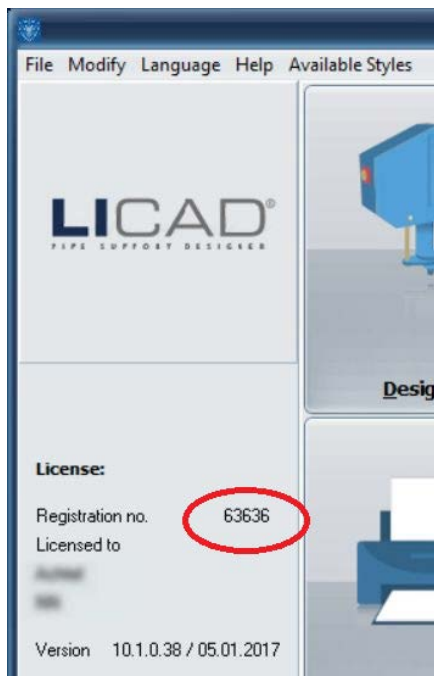 File Modify Language Help Available Styles
LICAD®
PIPE SUPPORT DESIGNER
Desig
License:
Registration no. 63636
Licensed to
Version 10.1.0.38 / 05.01.2017